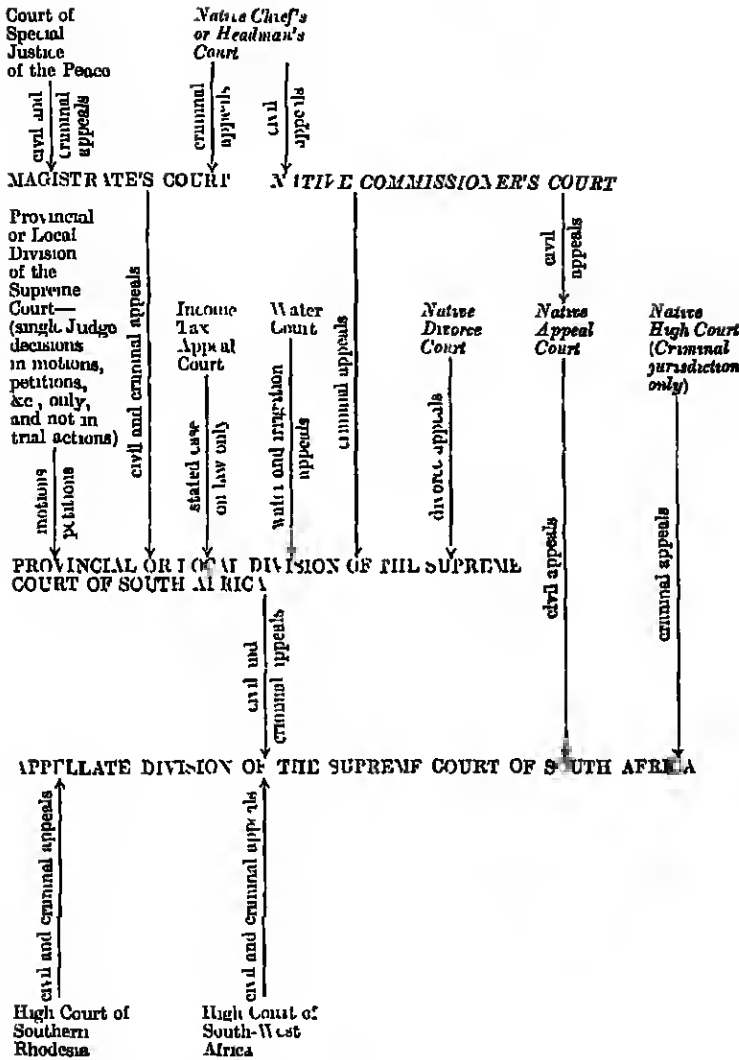 Court of
Special
Justice
of the Peace
Native Chief's
or Headman's
Court
civil and
criminal
appeals
criminal
appeals
civil
appeals
MAGISTRATE'S COURT
NATIVE COMMISSIONER'S COURT
Provincial
or Local
Division
of the
Supreme
Court—
(single Judge
decisions
in motions,
petitions,
&c, only,
and not in
trial actions)
civil and criminal appeals
Income
Tax
Appeal
Court
Water
Court
criminal appeals
Native
Divorce
Court
civil
appeals
Native
Appeal
Court
Native
High Court
(Criminal
jurisdiction
only)
motions
petitions
stated case
on law only
water and irrigation
appeals
divorce appeals
civil appeals
criminal appeals
PROVINCIAL OR LOCAL DIVISION OF THE SUPREME
COURT OF SOUTH AFRICA
civil and
criminal appeals
APPELLATE DIVISION OF THE SUPREME COURT OF SOUTH AFRICA
civil and criminal appeals
civil and criminal appeals
High Court of
Southern
Rhodesia
High Court of
South-West
Africa